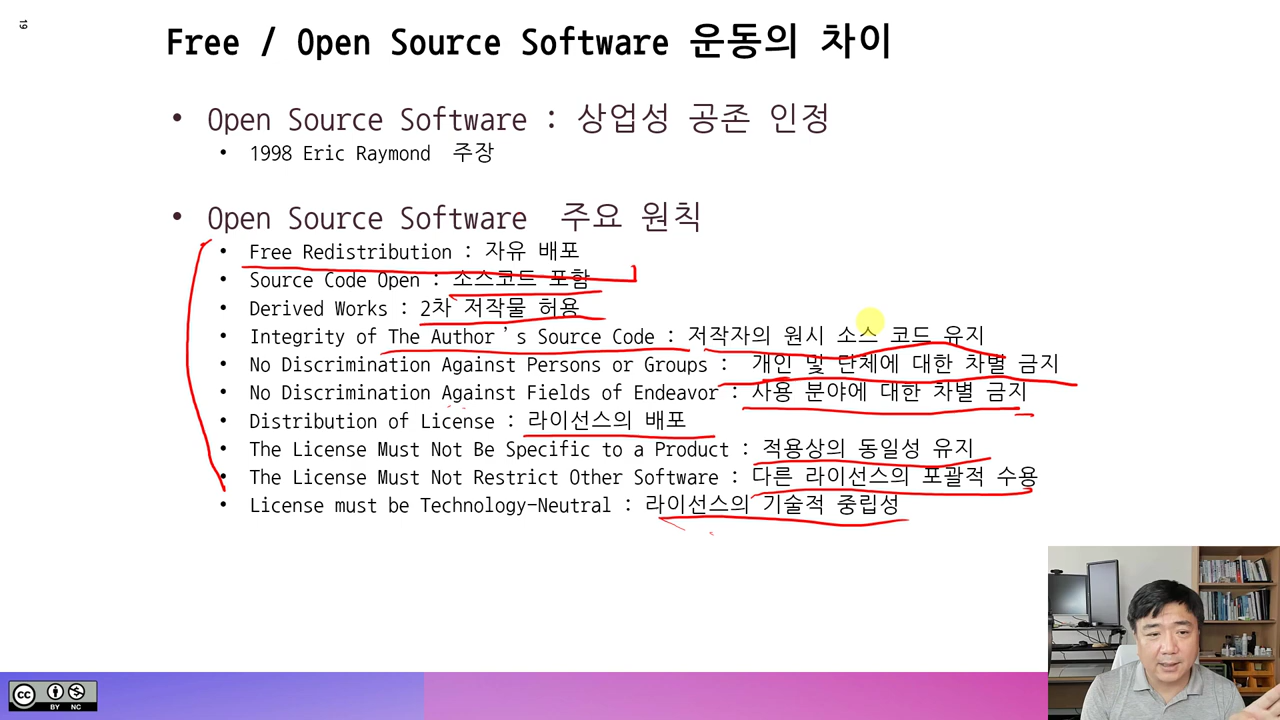 19
Free / Open Source Software 운동의 차이
• Open Source Software : 상업성 공존 인정
• 1998 Eric Raymond 주장
• Open Source Software 주요 원칙
• Free Redistribution : 자유 배포
• Source Code Open : 소스코드 포함
• Derived Works : 2차 저작물 허용
• Integrity of The Author's Source Code : 저작자의 원시 소스 코드 유지
• No Discrimination Against Persons or Groups : 개인 및 단체에 대한 차별 금지
• No Discrimination Against Fields of Endeavor : 사용 분야에 대한 차별 금지
• Distribution of License : 라이선스의 배포
• The License Must Not Be Specific to a Product : 적용상의 동일성 유지
• The License Must Not Restrict Other Software : 다른 라이선스의 포괄적 수용
• License must be Technology-Neutral : 라이선스의 기술적 중립성
cc
BY NC